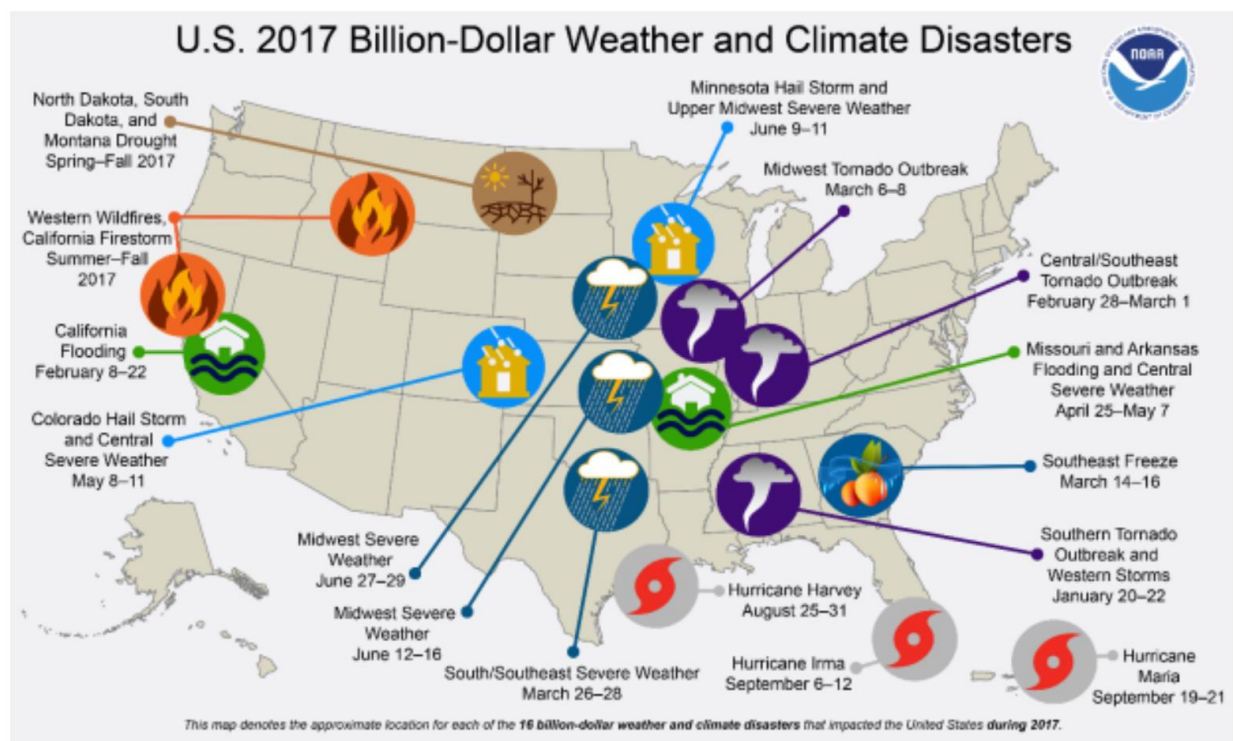 U.S. 2017 Billion-Dollar Weather and Climate Disasters
NOAA
North Dakota, South
Dakota, and
Montana Drought
Spring–Fall 2017
Minnesota Hail Storm and
Upper Midwest Severe Weather
June 9–11
Midwest Tornado Outbreak
March 6–8
Western Wildfires,
California Firestorm
Summer–Fall
2017
Central/Southeast
Tornado Outbreak
February 28–March 1
California
Flooding
February 8–22
Missouri and Arkansas
Flooding and Central
Severe Weather
April 25–May 7
Colorado Hail Storm
and Central
Severe Weather
May 8–11
Southeast Freeze
March 14–16
Midwest Severe
Weather
June 27–29
Southern Tornado
Outbreak and
Western Storms
January 20–22
Hurricane Harvey
August 25–31
Midwest Severe
Weather
June 12–16
South/Southeast Severe Weather
March 26–28
Hurricane Irma
September 6–12
Hurricane
Maria
September 19–21
This map denotes the approximate location for each of the 16 billion-dollar weather and climate disasters that impacted the United States during 2017.